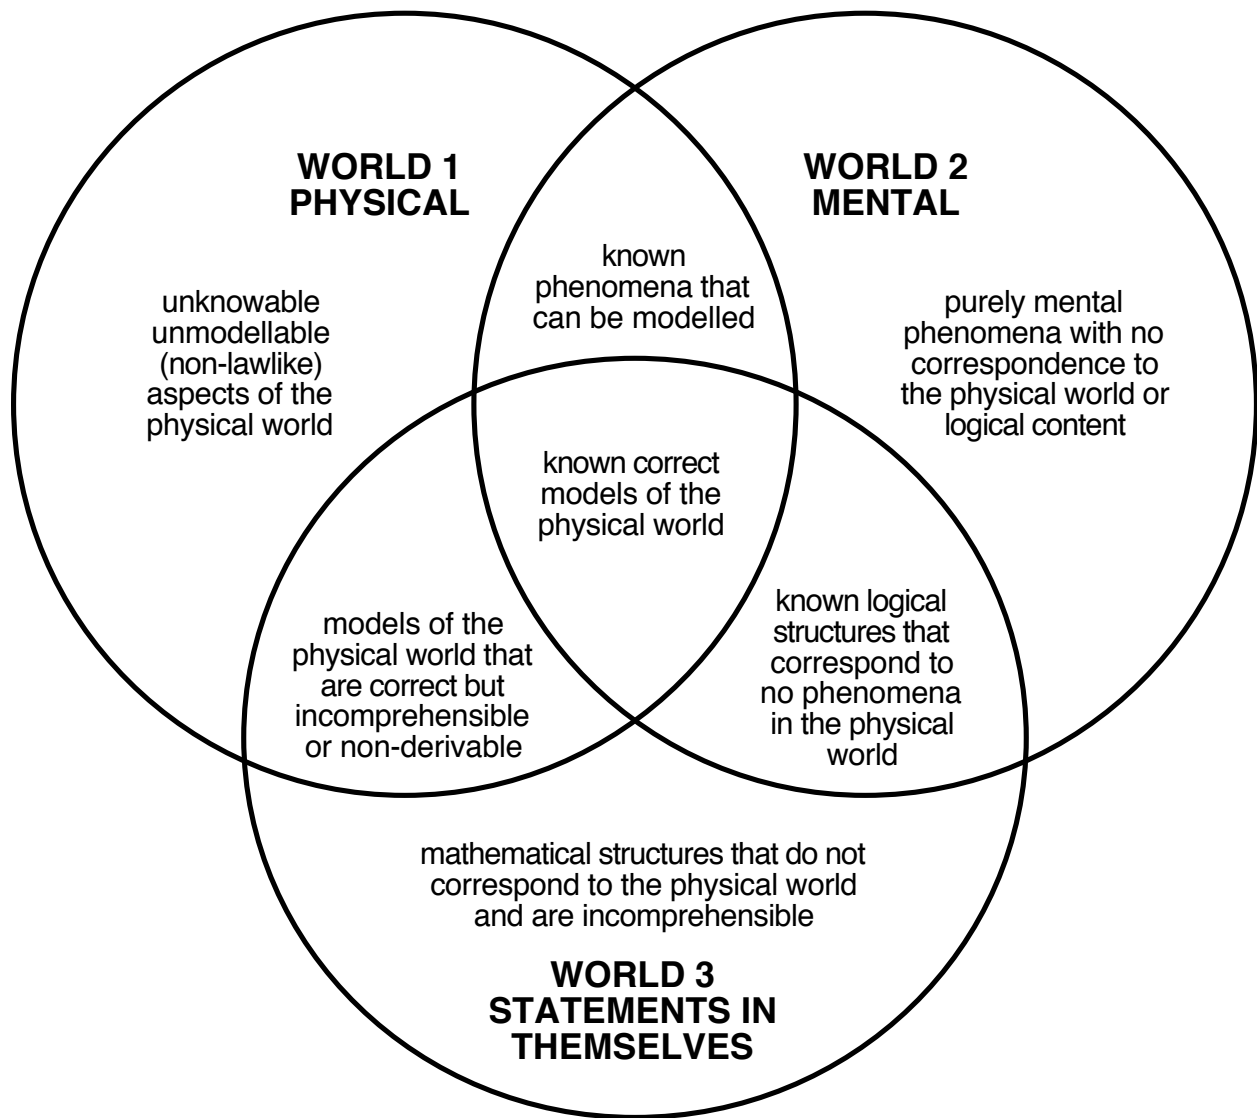 WORLD 1
PHYSICAL
WORLD 2
MENTAL
known
phenomena that
can be modelled
unknowable
unmodellable
(non-lawlike)
aspects of the
physical world
purely mental
phenomena with no
correspondence to
the physical world or
logical content
known correct
models of the
physical world
models of the
physical world that
are correct but
incomprehensible
or non-derivable
known logical
structures that
correspond to
no phenomena
in the physical
world
mathematical structures that do not
correspond to the physical world
and are incomprehensible
WORLD 3
STATEMENTS IN
THEMSELVES